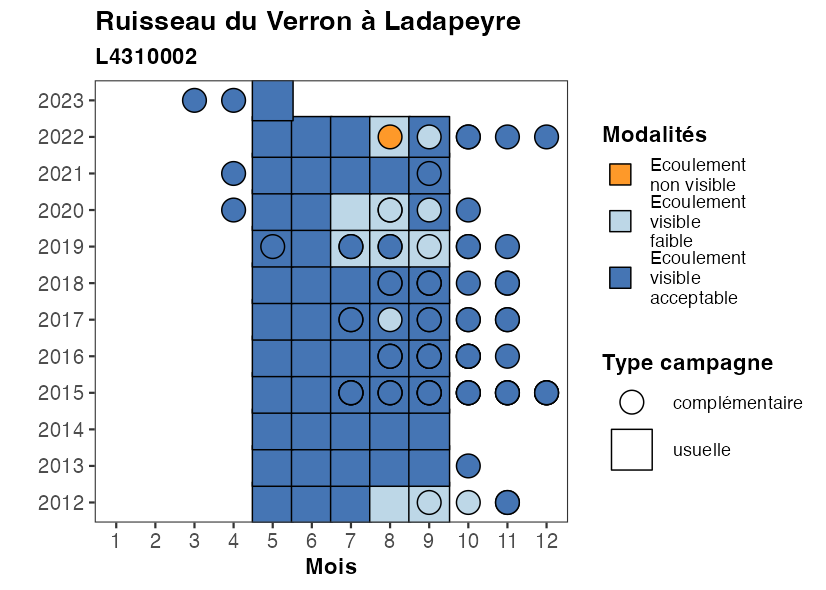 Ruisseau du Verron à Ladapeyre
L4310002
2023
2022
2021
2020
2019
2018
2017
2016
2015
2014
2013
2012
1 2 3 4 5 6 7 8 9 10 11 12
Mois
Modalités
Ecoulement
non visible
Ecoulement
visible
faible
Ecoulement
visible
acceptable
Type campagne
complémentaire
usuelle